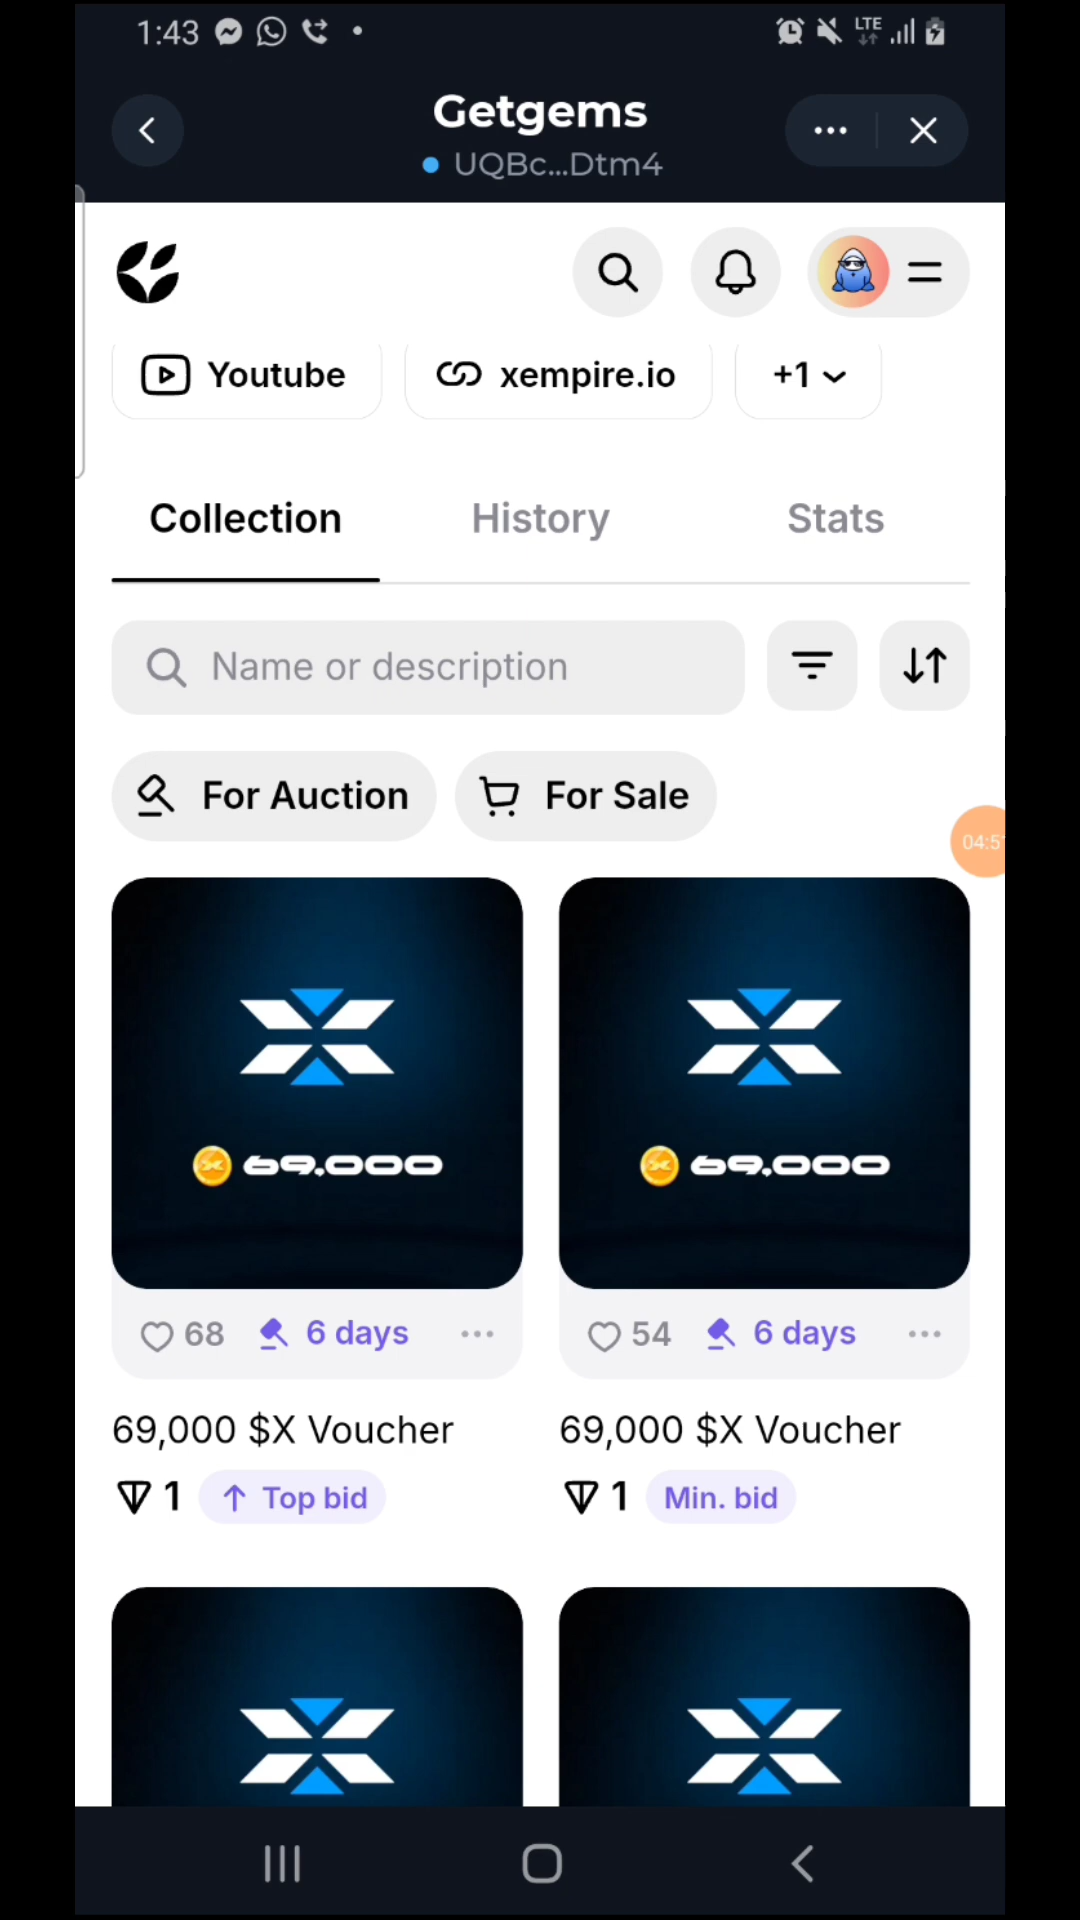 1:43
LTE
Getgems
UQBc...Dtm4
Youtube
xempire.io
+1
Collection
History
Stats
Name or description
For Auction
For Sale
69,000
69,000
68
6 days
54
6 days
69,000 $X Voucher
69,000 $X Voucher
1
Top bid
1
Min. bid